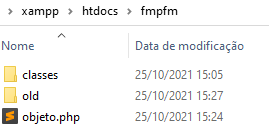 xampp > htdocs > fmpfm
Nome Data de modificação
classes 25/10/2021 15:05
old 25/10/2021 15:27
objeto.php 25/10/2021 15:24